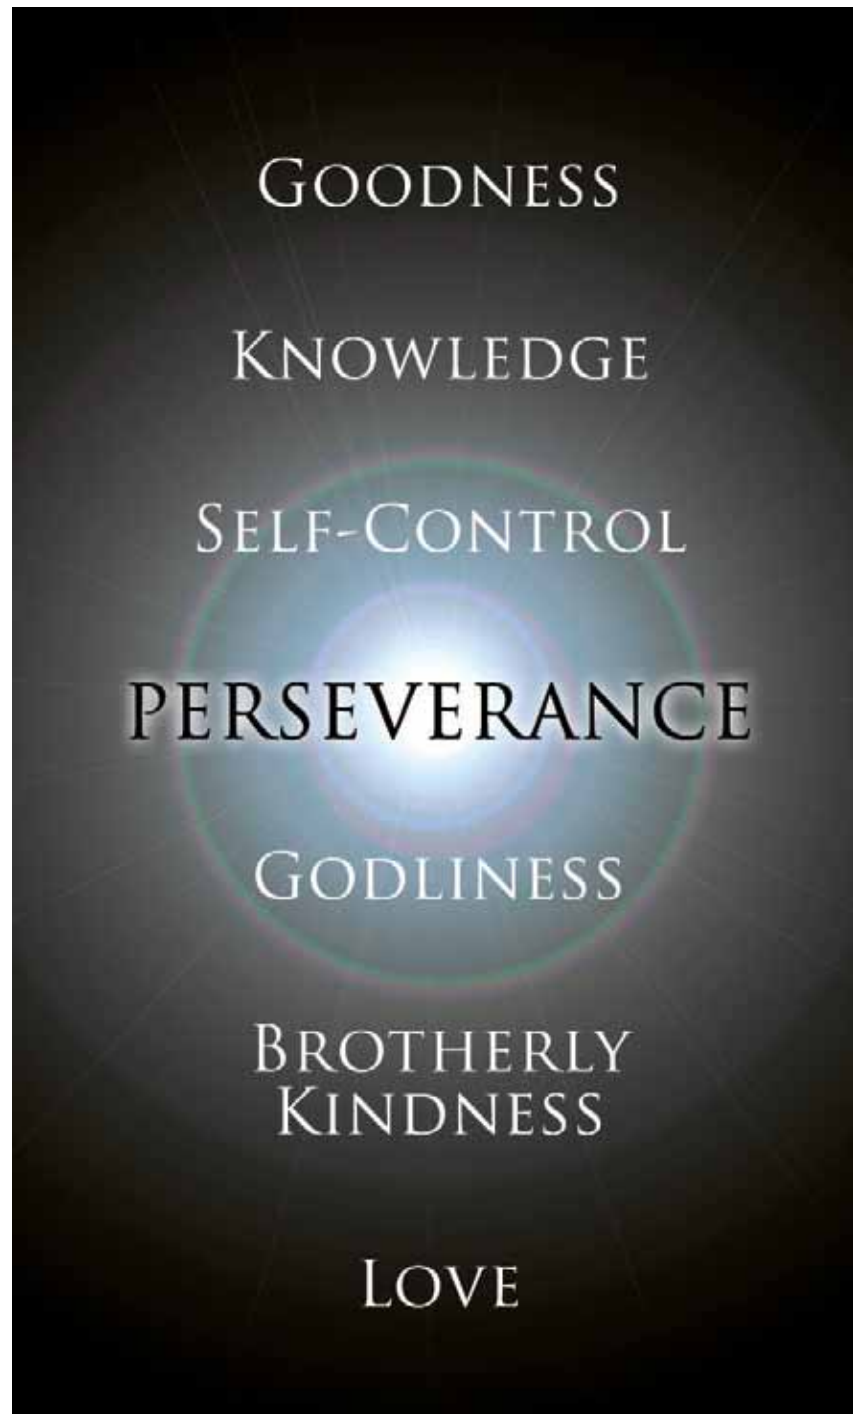 Goodness
Knowledge
Self-Control
PERSEVERANCE
Godliness
Brotherly
Kindness
Love